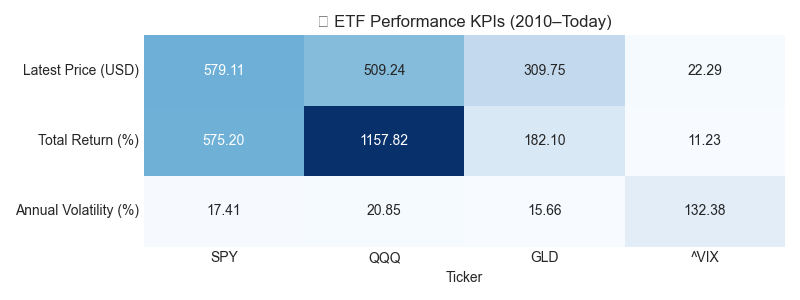 ▯ ETF Performance KPIs (2010–Today)
Latest Price (USD) 579.11 509.24 309.75 22.29
Total Return (%) 575.20 1157.82 182.10 11.23
Annual Volatility (%) 17.41 20.85 15.66 132.38
SPY QQQ GLD ^VIX
Ticker